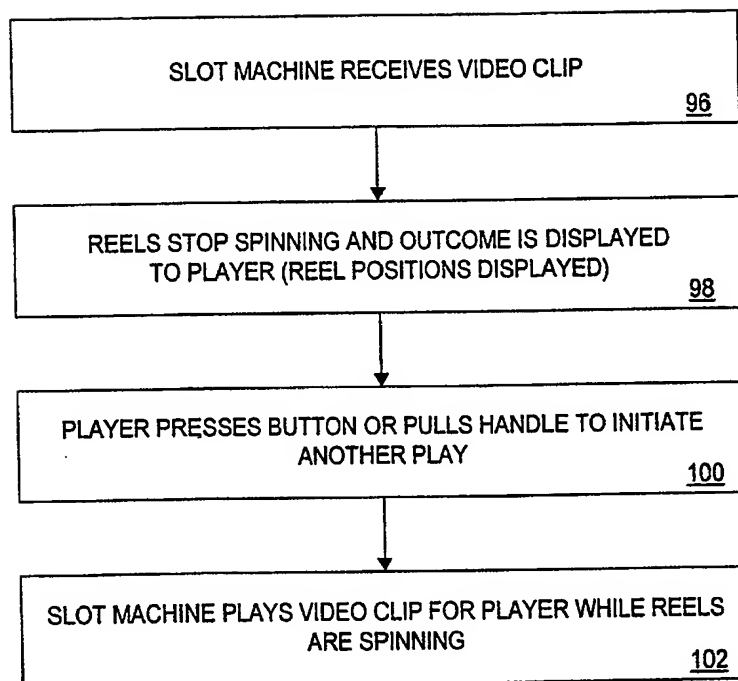 SLOT MACHINE RECEIVES VIDEO CLIP
96
REELS STOP SPINNING AND OUTCOME IS DISPLAYED
TO PLAYER (REEL POSITIONS DISPLAYED)
98
PLAYER PRESSES BUTTON OR PULLS HANDLE TO INITIATE
ANOTHER PLAY
100
SLOT MACHINE PLAYS VIDEO CLIP FOR PLAYER WHILE REELS
ARE SPINNING
102